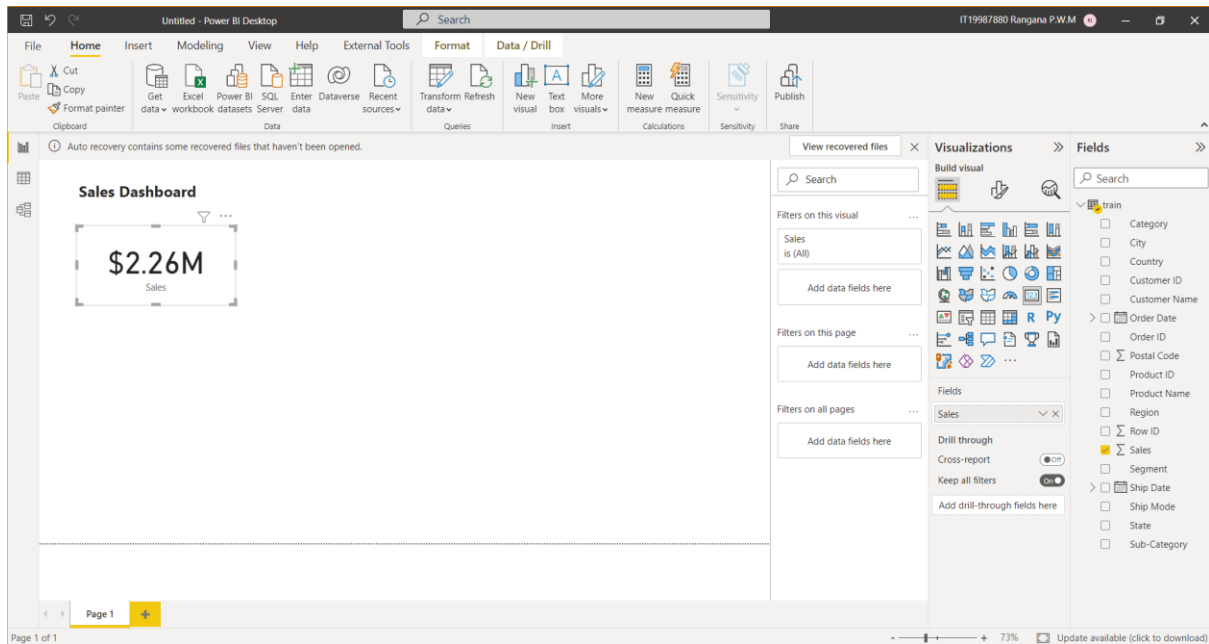 Untitled - Power BI Desktop
Search
IT19987880 Rangana P.W.M
File Home Insert Modeling View Help External Tools Format Data / Drill
Paste
Cut
Copy
Format painter
Clipboard
Get data
Excel workbook
Power BI datasets
SQL Server
Enter data
Dataverse
Recent sources
Data
Transform data
Refresh
Queries
New visual
Text box
More visuals
Insert
New measure
Quick measure
Calculations
Sensitivity
Sensitivity
Publish
Share
Auto recovery contains some recovered files that haven't been opened.
View recovered files
Sales Dashboard
$2.26M
Sales
Search
Filters on this visual
Sales
is (All)
Add data fields here
Filters on this page
Add data fields here
Filters on all pages
Add data fields here
Visualizations
Build visual
123
R Py
Fields
Sales
Drill through
Cross-report
Off
Keep all filters
On
Add drill-through fields here
Fields
Search
train
Category
City
Country
Customer ID
Customer Name
Order Date
Order ID
Σ Postal Code
Product ID
Product Name
Region
Σ Row ID
Σ Sales
Segment
Ship Date
Ship Mode
State
Sub-Category
Page 1
Page 1 of 1
- + 73%
Update available (click to download)